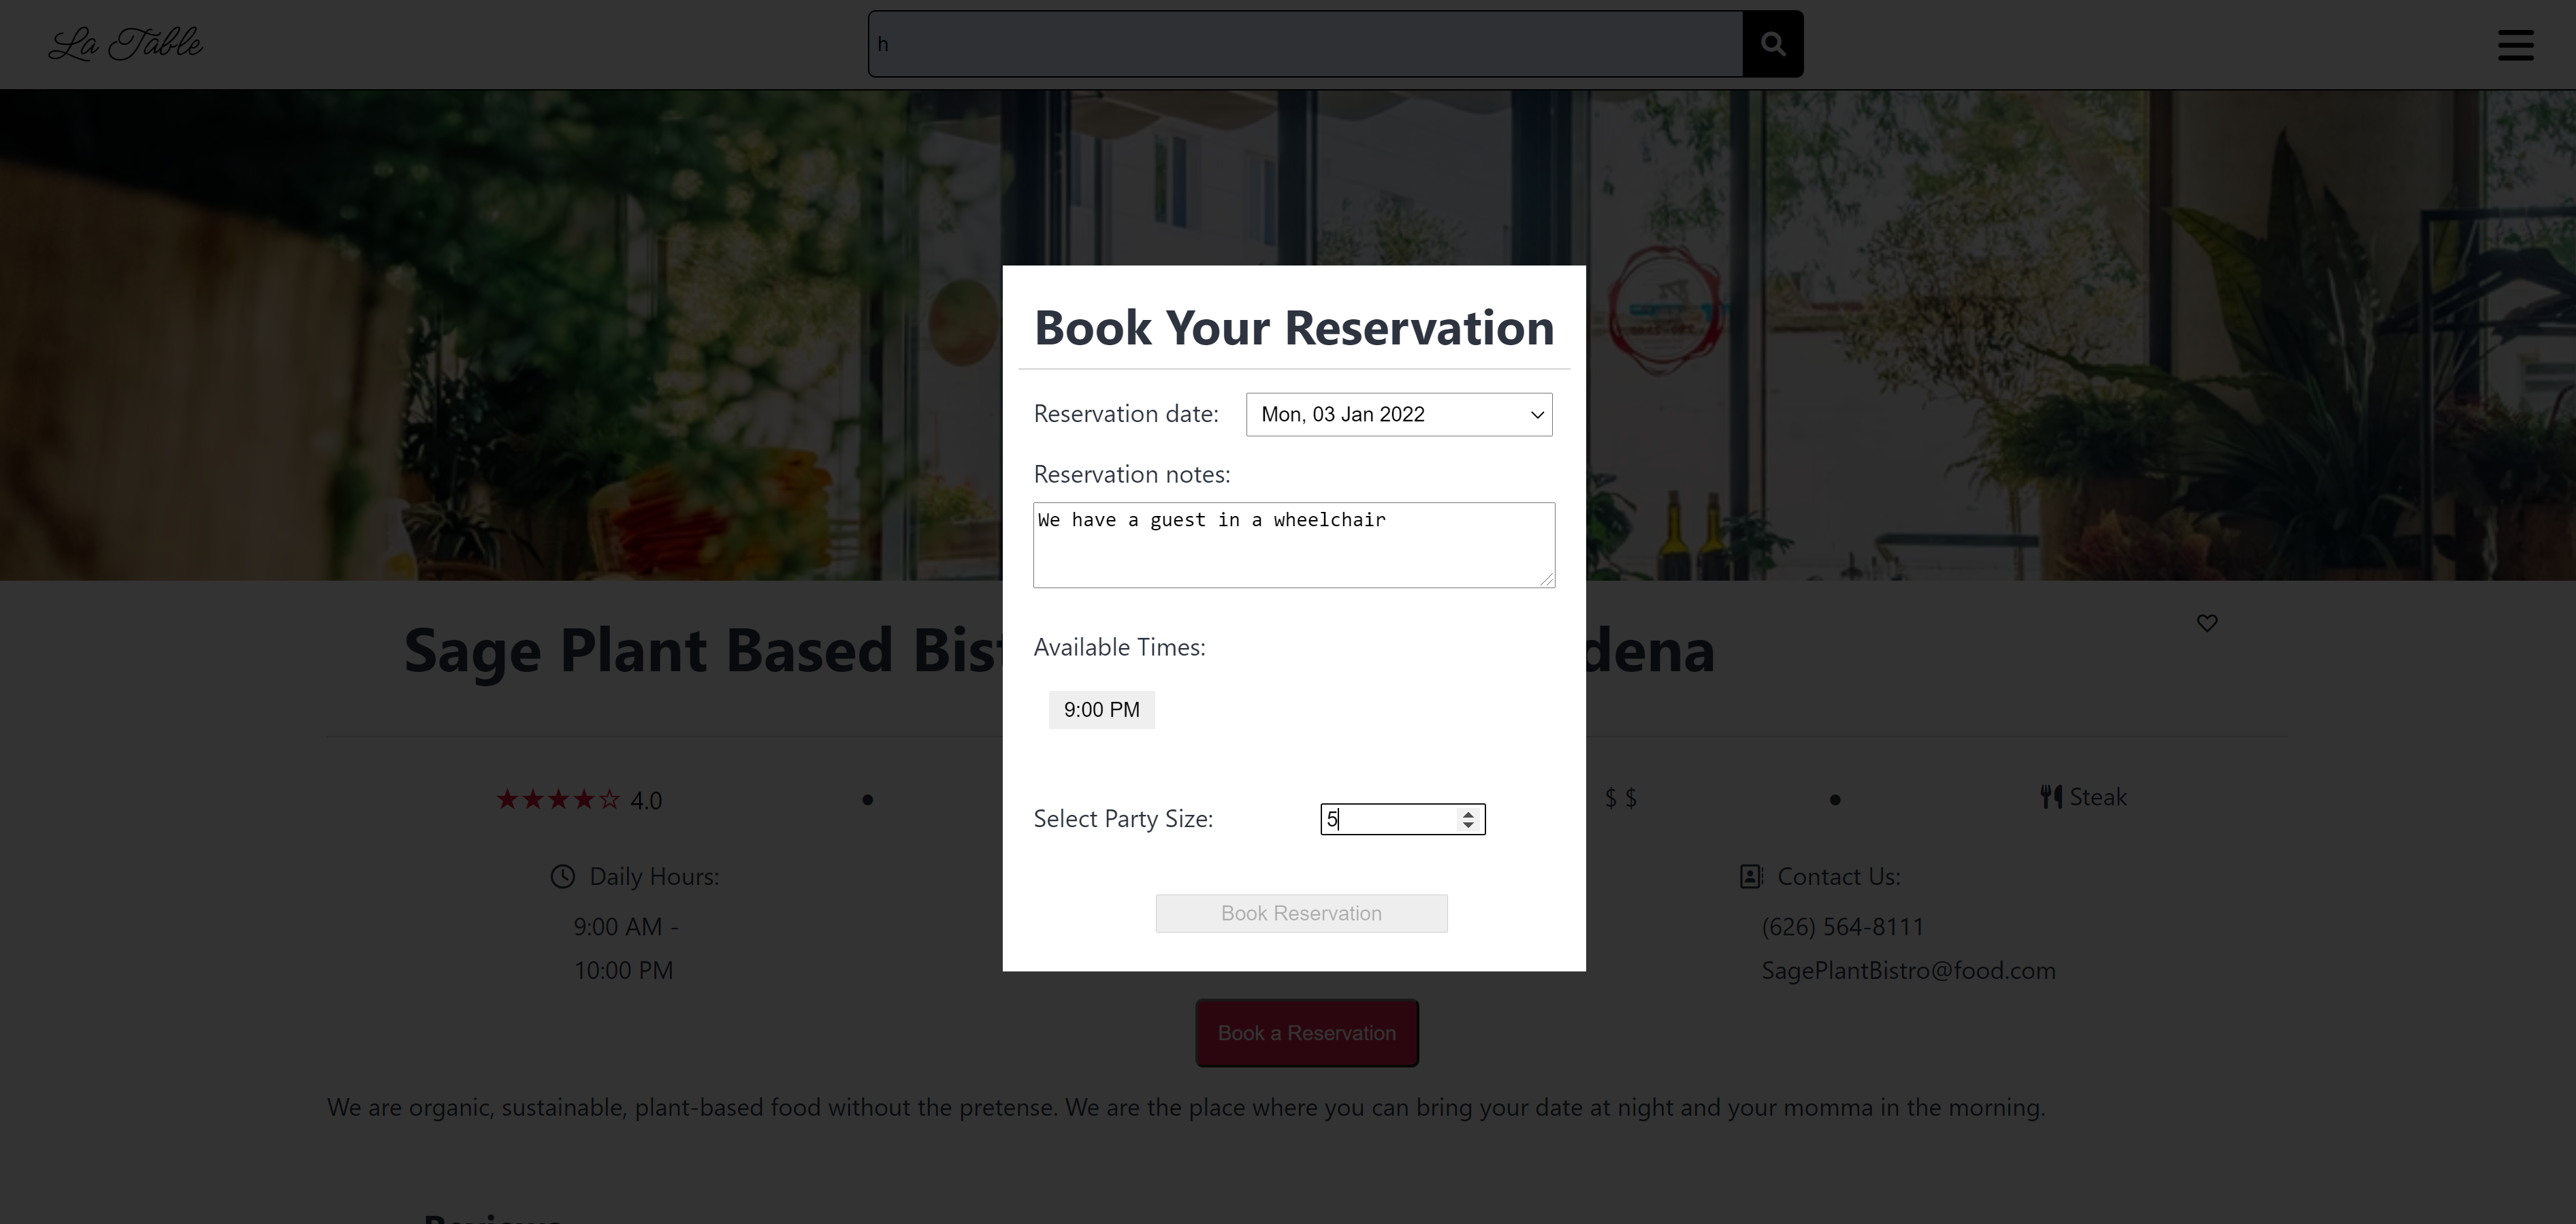 La Table
h
Book Your Reservation
Reservation date:
Mon, 03 Jan 2022
Reservation notes:
We have a guest in a wheelchair
Available Times:
9:00 PM
Select Party Size:
5
Book Reservation
Sage Plant Based Bist
dena
4.0
$ $
Steak
Daily Hours:
9:00 AM -
10:00 PM
Contact Us:
(626) 564-8111
SagePlantBistro@food.com
Book a Reservation
We are organic, sustainable, plant-based food without the pretense. We are the place where you can bring your date at night and your momma in the morning.
Reviews